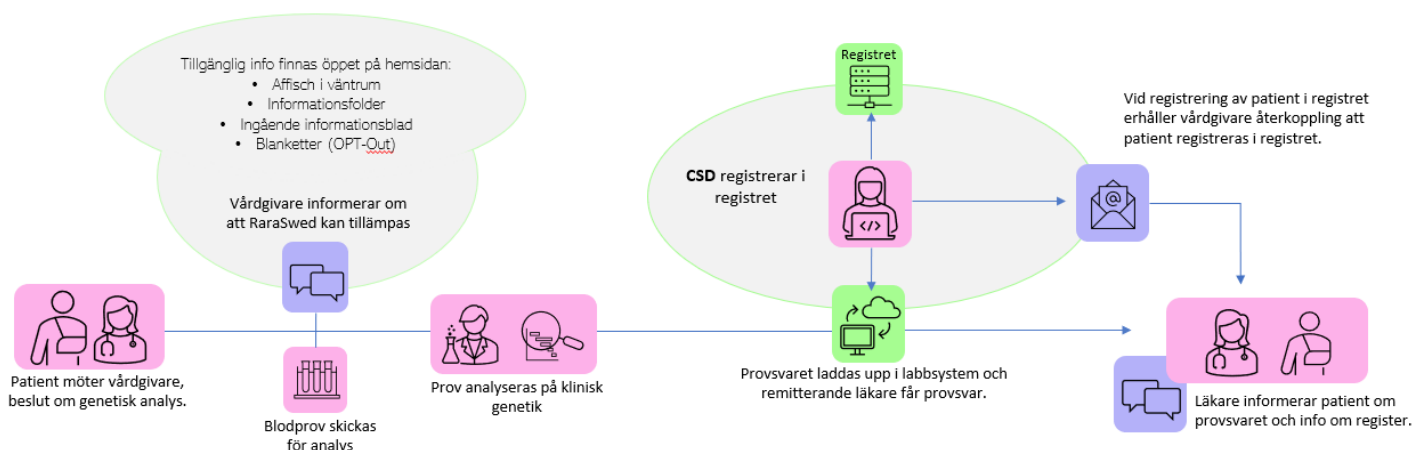 Tillgänglig info finnas öppet på hemsidan:
• Affisch i väntrum
• Informationsfolder
• Ingående informationsblad
• Blanketter (OPT-Out)
Vårdgivare informerar om
att RaraSwed kan tillämpas
Patient möter vårdgivare,
beslut om genetisk analys.
Blodprov skickas
för analys
Prov analyseras på klinisk
genetik
Registret
CSD registrerar i
registret
</>
@
Vid registrering av patient i registret
erhåller vårdgivare återkoppling att
patient registreras i registret.
Provsvaret laddas upp i labbsystem och
remitterande läkare får provsvar.
Läkare informerar patient om
provsvaret och info om register.